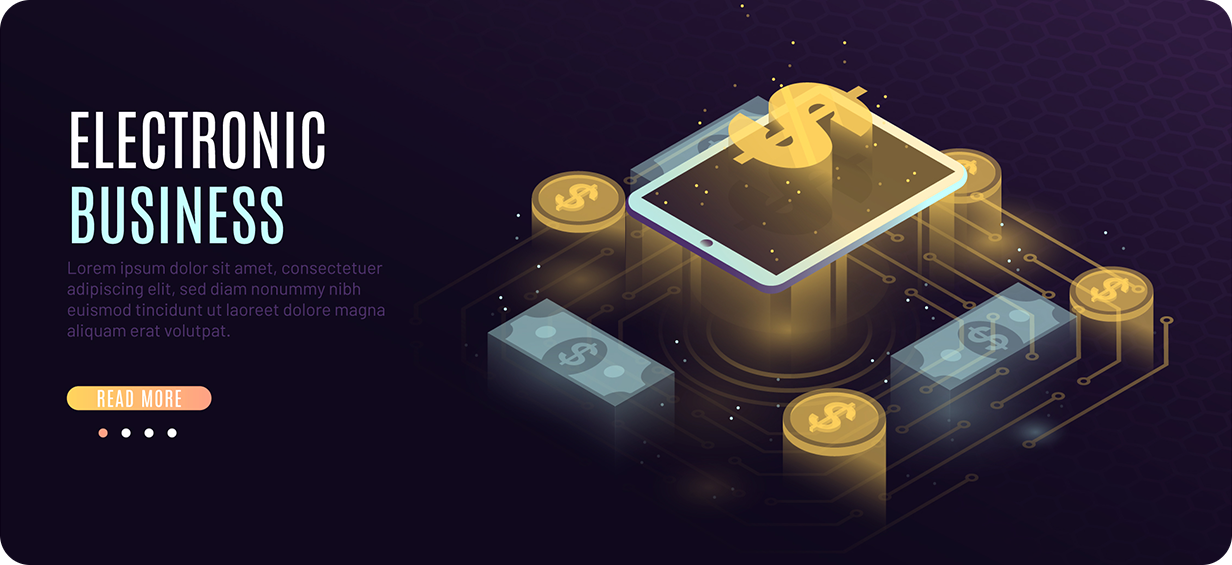 ELECTRONIC
BUSINESS
Lorem ipsum dolor sit amet, consectetuer
adipiscing elit, sed diam nonummy nibh
euismod tincidunt ut laoreet dolore magna
aliquam erat volutpat.
READ MORE
$
$
$
$
$
$
$